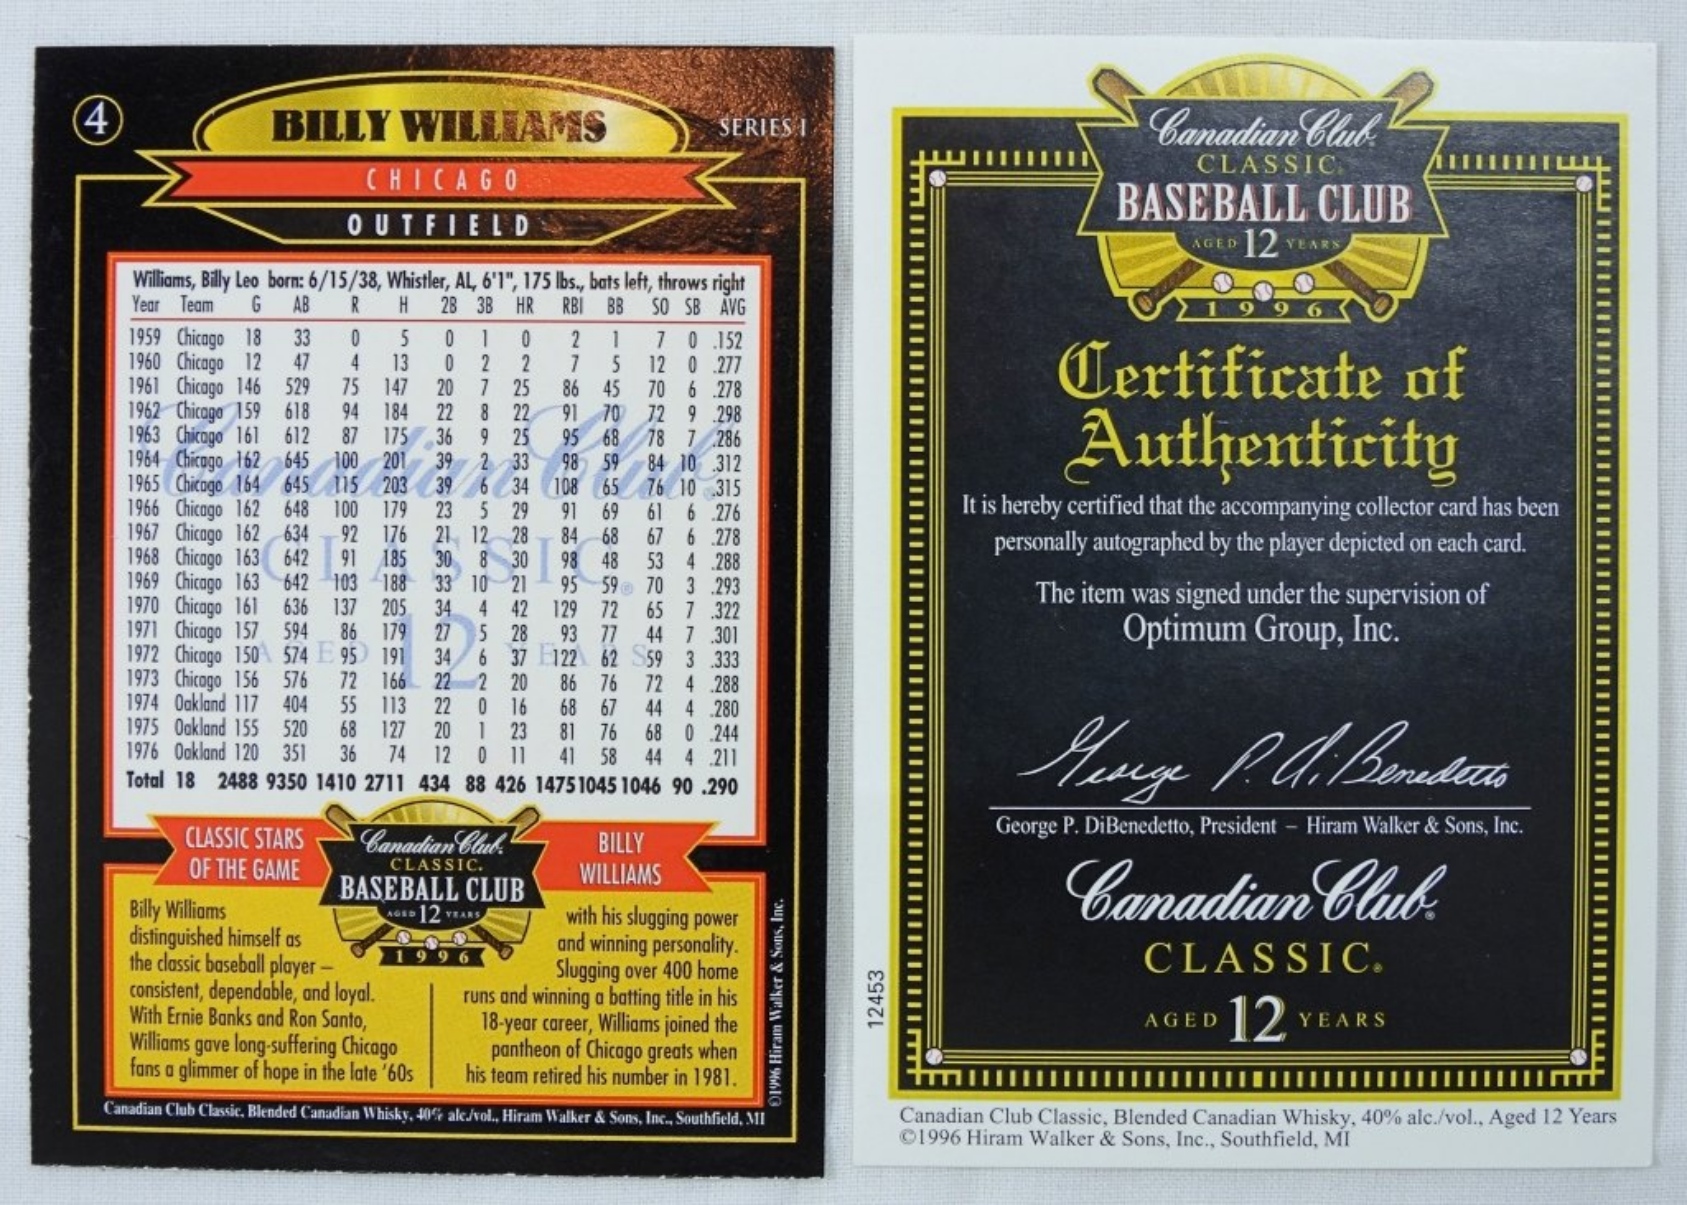 4
BILLY WILLIAMS
SERIES I
CHICAGO
OUTFIELD
Williams, Billy Leo born: 6/15/38, Whistler, AL, 6'1", 175 lbs., bats left, throws right
Year Team G AB R H 2B 3B HR RBI BB SO SB AVG
1959 Chicago 18 33 0 5 0 1 0 2 1 7 0 .152
1960 Chicago 12 47 4 13 0 2 2 7 5 12 0 .277
1961 Chicago 146 529 75 147 20 7 25 86 45 70 6 .278
1962 Chicago 159 618 94 184 22 8 22 91 70 72 9 .298
1963 Chicago 161 612 87 175 36 9 25 95 68 78 7 .286
1964 Chicago 162 645 100 201 39 2 33 98 59 84 10 .312
1965 Chicago 164 645 115 203 39 6 34 108 65 76 10 .315
1966 Chicago 162 648 100 179 23 5 29 91 69 61 6 .276
1967 Chicago 162 634 92 176 21 12 28 84 68 67 6 .278
1968 Chicago 163 642 91 185 30 8 30 98 48 53 4 .288
1969 Chicago 163 642 103 188 33 10 21 95 59 70 3 .293
1970 Chicago 161 636 137 205 34 4 42 129 72 65 7 .322
1971 Chicago 157 594 86 179 27 5 28 93 77 44 7 .301
1972 Chicago 150 574 95 191 34 6 37 122 62 59 3 .333
1973 Chicago 156 576 72 166 22 2 20 86 76 72 4 .288
1974 Oakland 117 404 55 113 22 0 16 68 67 44 4 .280
1975 Oakland 155 520 68 127 20 1 23 81 76 68 0 .244
1976 Oakland 120 351 36 74 12 0 11 41 58 44 4 .211
Total 18 2488 9350 1410 2711 434 88 426 1475 1045 1046 90 .290
Canadian Club
CLASSIC®
AGED 12 YEARS
CLASSIC STARS
OF THE GAME
Canadian Club®
CLASSIC®
BASEBALL CLUB
AGED 12 YEARS
1996
BILLY
WILLIAMS
Billy Williams
distinguished himself as
the classic baseball player –
consistent, dependable, and loyal.
With Ernie Banks and Ron Santo,
Williams gave long-suffering Chicago
fans a glimmer of hope in the late '60s
with his slugging power
and winning personality.
Slugging over 400 home
runs and winning a batting title in his
18-year career, Williams joined the
pantheon of Chicago greats when
his team retired his number in 1981.
©1996 Hiram Walker & Sons, Inc.
Canadian Club Classic, Blended Canadian Whisky, 40% alc./vol., Hiram Walker & Sons, Inc., Southfield, MI
Canadian Club®
CLASSIC®
BASEBALL CLUB
AGED 12 YEARS
1996
Certificate of
Authenticity
It is hereby certified that the accompanying collector card has been
personally autographed by the player depicted on each card.
The item was signed under the supervision of
Optimum Group, Inc.
George P. DiBenedetto
George P. DiBenedetto, President – Hiram Walker & Sons, Inc.
Canadian Club®
CLASSIC®
AGED 12 YEARS
12453
Canadian Club Classic, Blended Canadian Whisky, 40% alc./vol., Aged 12 Years
©1996 Hiram Walker & Sons, Inc., Southfield, MI